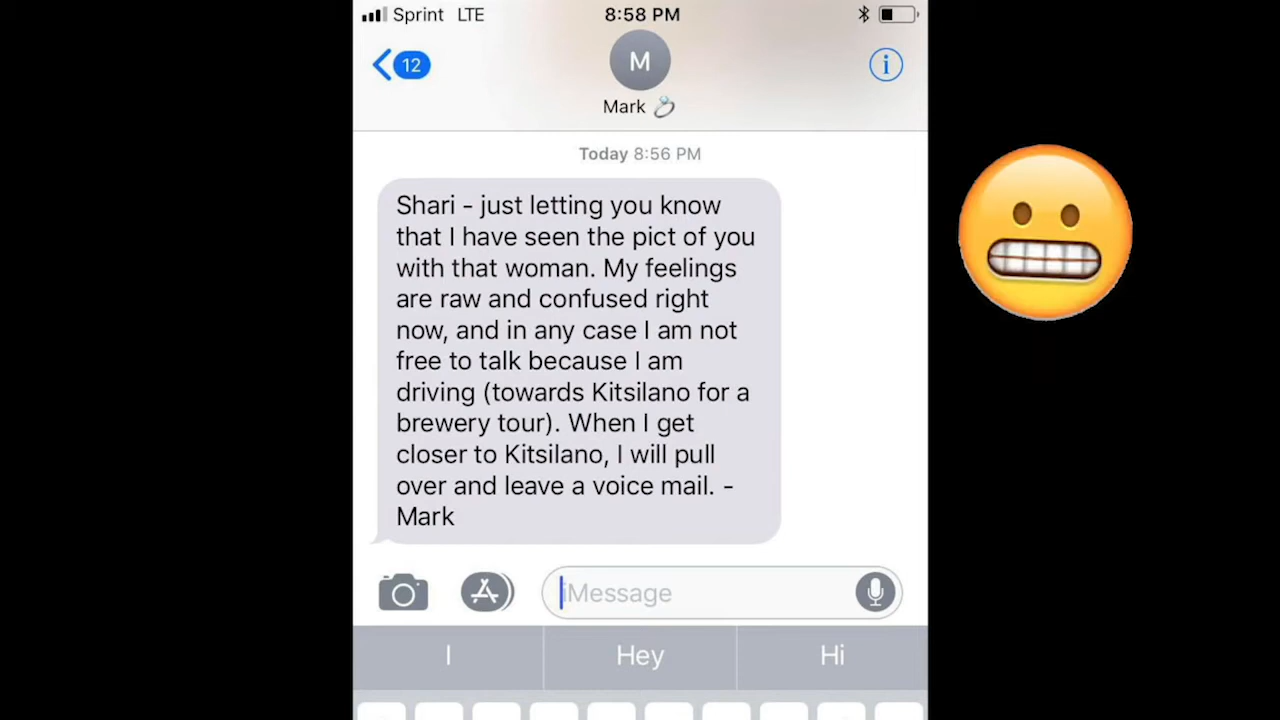 Sprint LTE 8:58 PM
12
M
Mark
Today 8:56 PM
Shari - just letting you know
that I have seen the pict of you
with that woman. My feelings
are raw and confused right
now, and in any case I am not
free to talk because I am
driving (towards Kitsilano for a
brewery tour). When I get
closer to Kitsilano, I will pull
over and leave a voice mail. -
Mark
iMessage
I Hey Hi